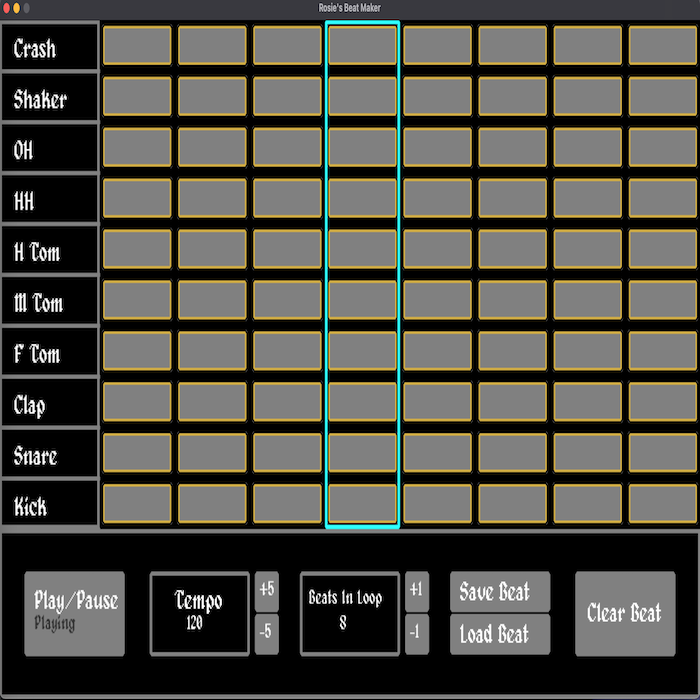 Rosie's Beat Maker
Crash
Shaker
OH
HH
H Tom
M Tom
F Tom
Clap
Snare
Kick
Play/Pause
Playing
Tempo
120
+5
-5
Beats In Loop
8
+1
-1
Save Beat
Load Beat
Clear Beat